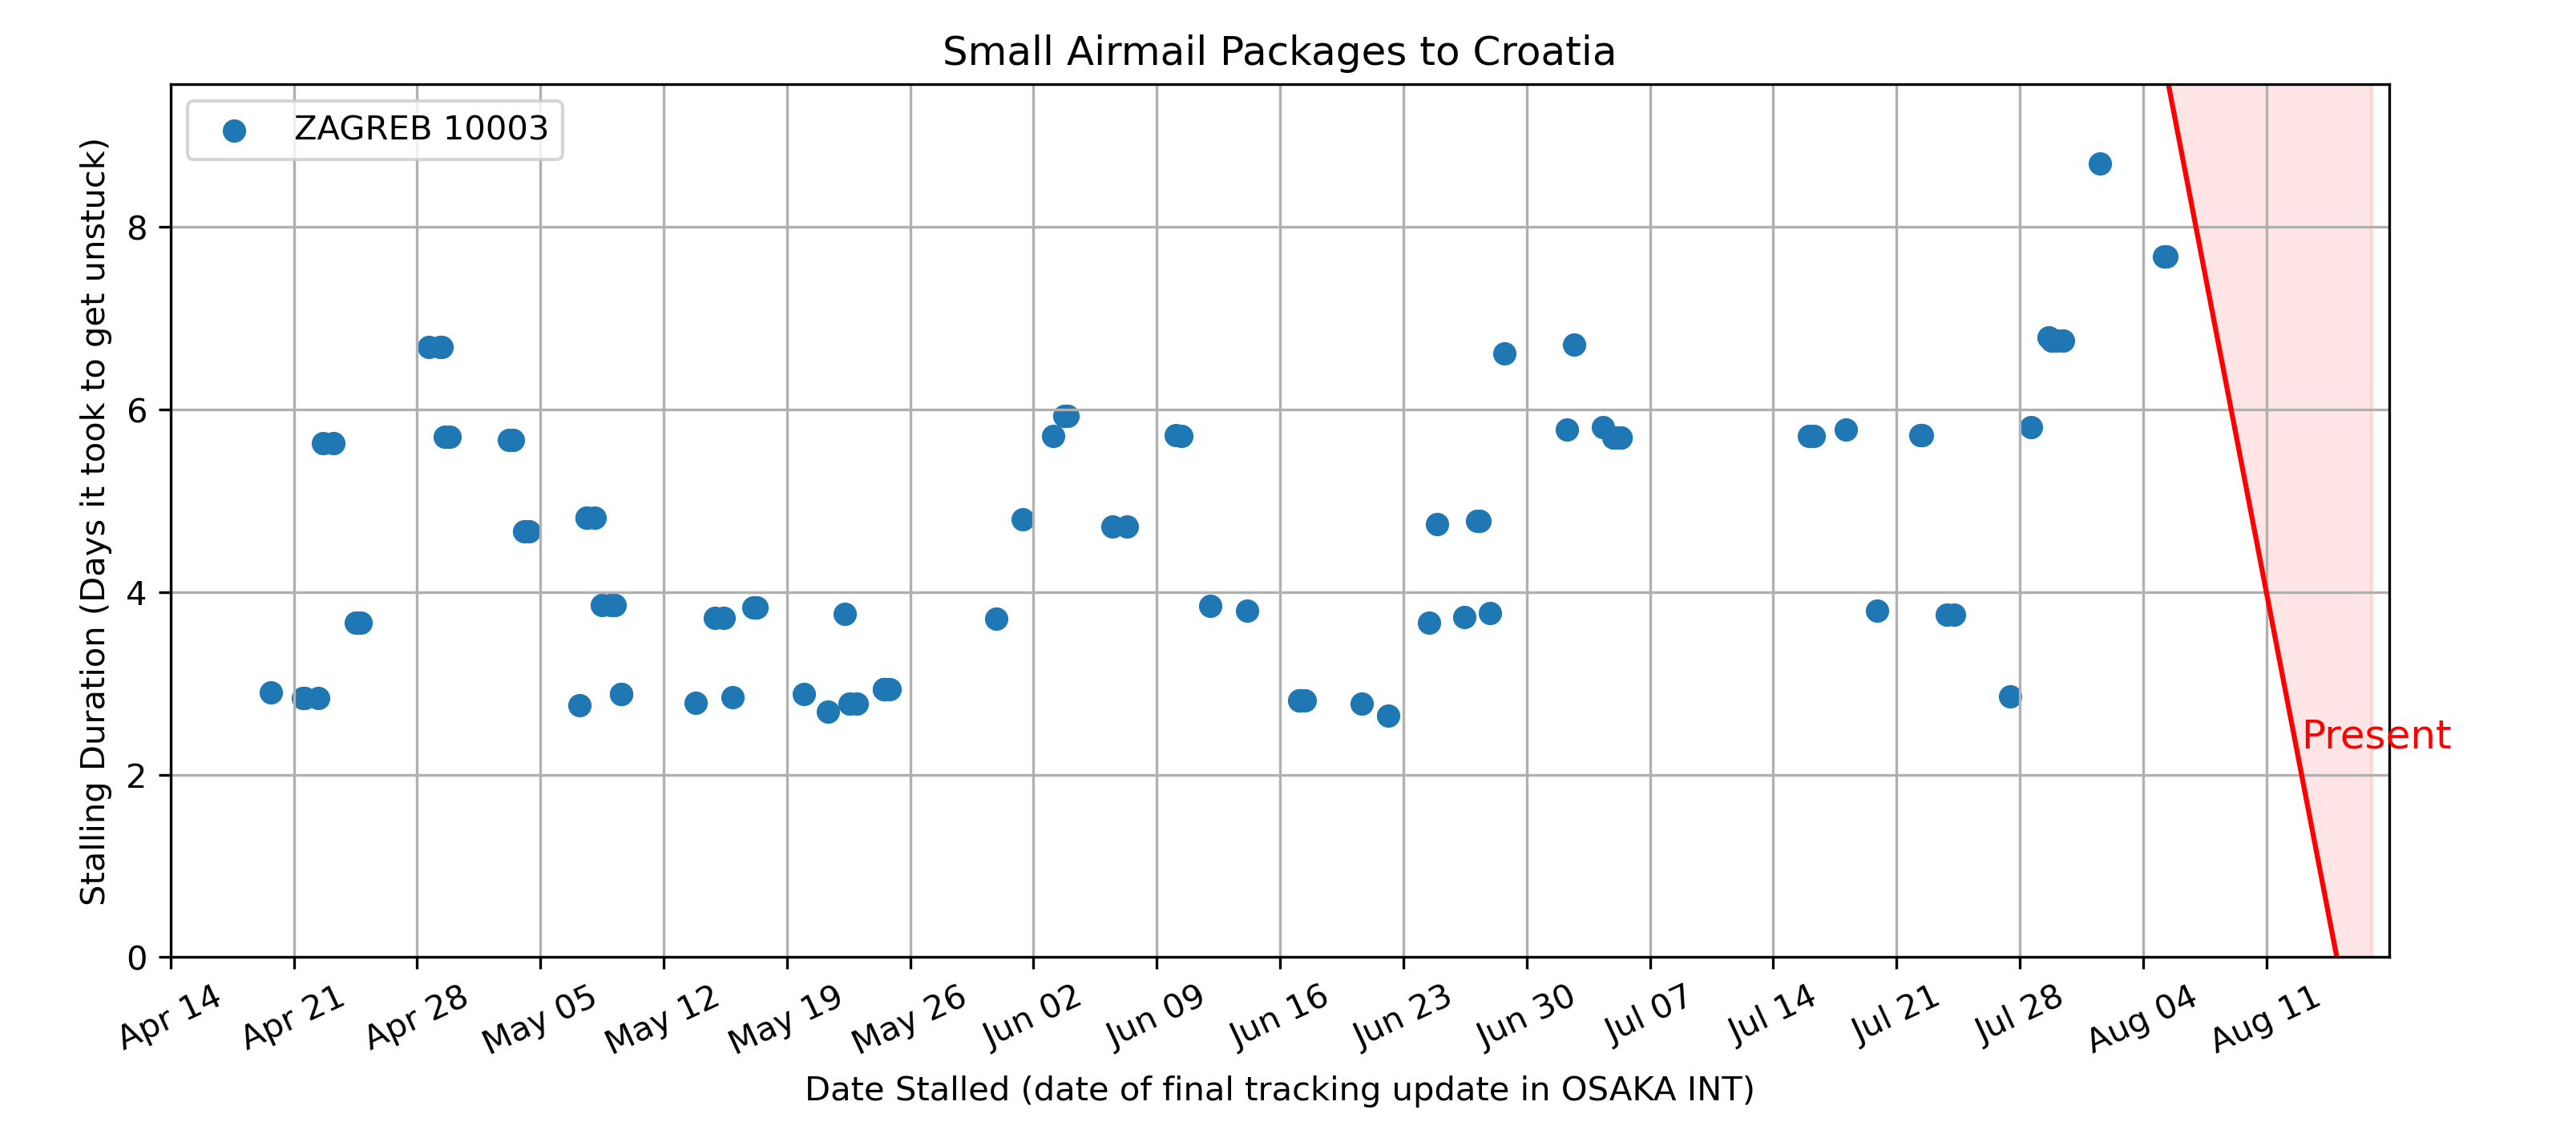 Small Airmail Packages to Croatia
ZAGREB 10003
Stalling Duration (Days it took to get unstuck)
8
6
4
2
0
Present
Apr 14
Apr 21
Apr 28
May 05
May 12
May 19
May 26
Jun 02
Jun 09
Jun 16
Jun 23
Jun 30
Jul 07
Jul 14
Jul 21
Jul 28
Aug 04
Aug 11
Date Stalled (date of final tracking update in OSAKA INT)